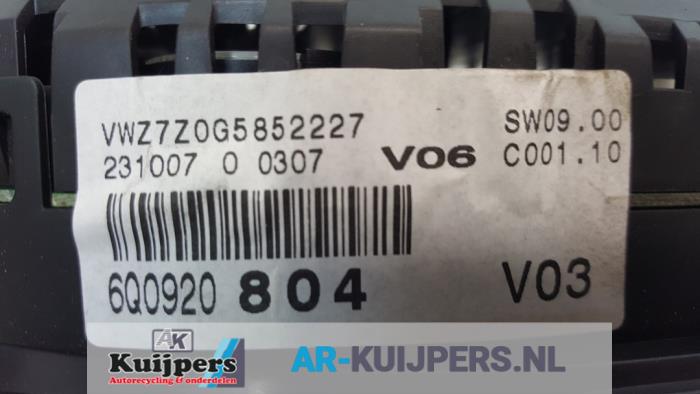 VWZ7Z0G5852227 SW09.00
231007 0 0307 V06 C001.10
6Q0920 804 V03
AK
Kuijpers
Autorecycling & onderdelen
AR-KUIJPERS.NL